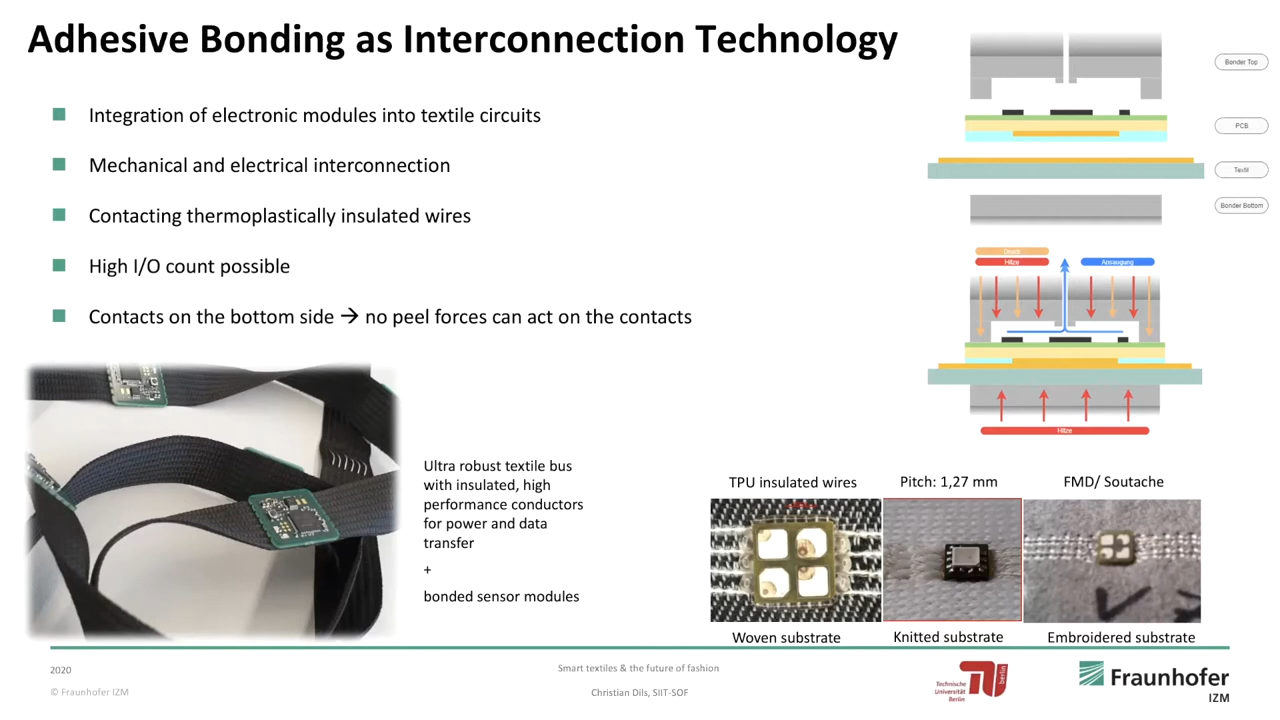 Adhesive Bonding as Interconnection Technology
Integration of electronic modules into textile circuits
Mechanical and electrical interconnection
Contacting thermoplastically insulated wires
High I/O count possible
Contacts on the bottom side → no peel forces can act on the contacts
Bonder Top
PCB
Textil
Bonder Bottom
Druck
Hitze
Ansaugung
Hitze
Ultra robust textile bus
with insulated, high
performance conductors
for power and data
transfer
+
bonded sensor modules
TPU insulated wires
Pitch: 1,27 mm
FMD/ Soutache
Woven substrate
Knitted substrate
Embroidered substrate
2020
Smart textiles & the future of fashion
© Fraunhofer IZM
Christian Dils, SIIT-SOF
Technische
Universität
Berlin
berlin
Fraunhofer
IZM